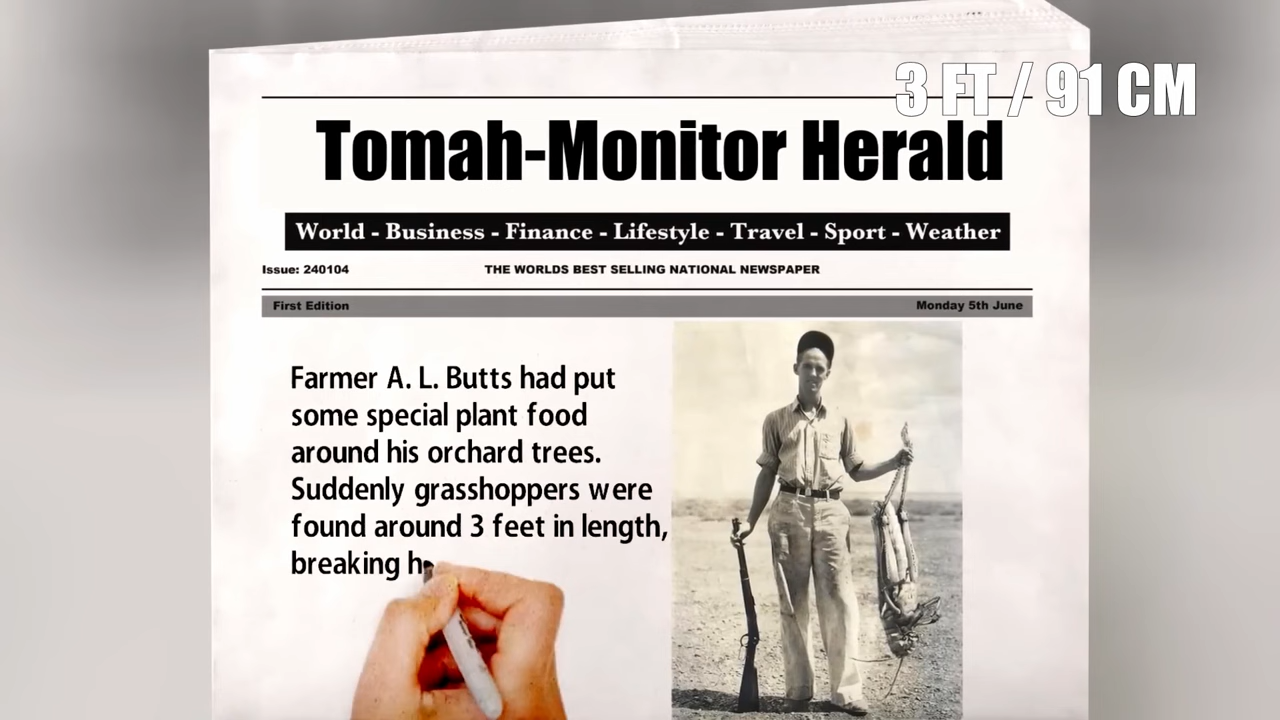 3 FT / 91 CM
Tomah-Monitor Herald
World - Business - Finance - Lifestyle - Travel - Sport - Weather
Issue: 240104
THE WORLDS BEST SELLING NATIONAL NEWSPAPER
First Edition
Monday 5th June
Farmer A. L. Butts had put
some special plant food
around his orchard trees.
Suddenly grasshoppers were
found around 3 feet in length,
breaking h